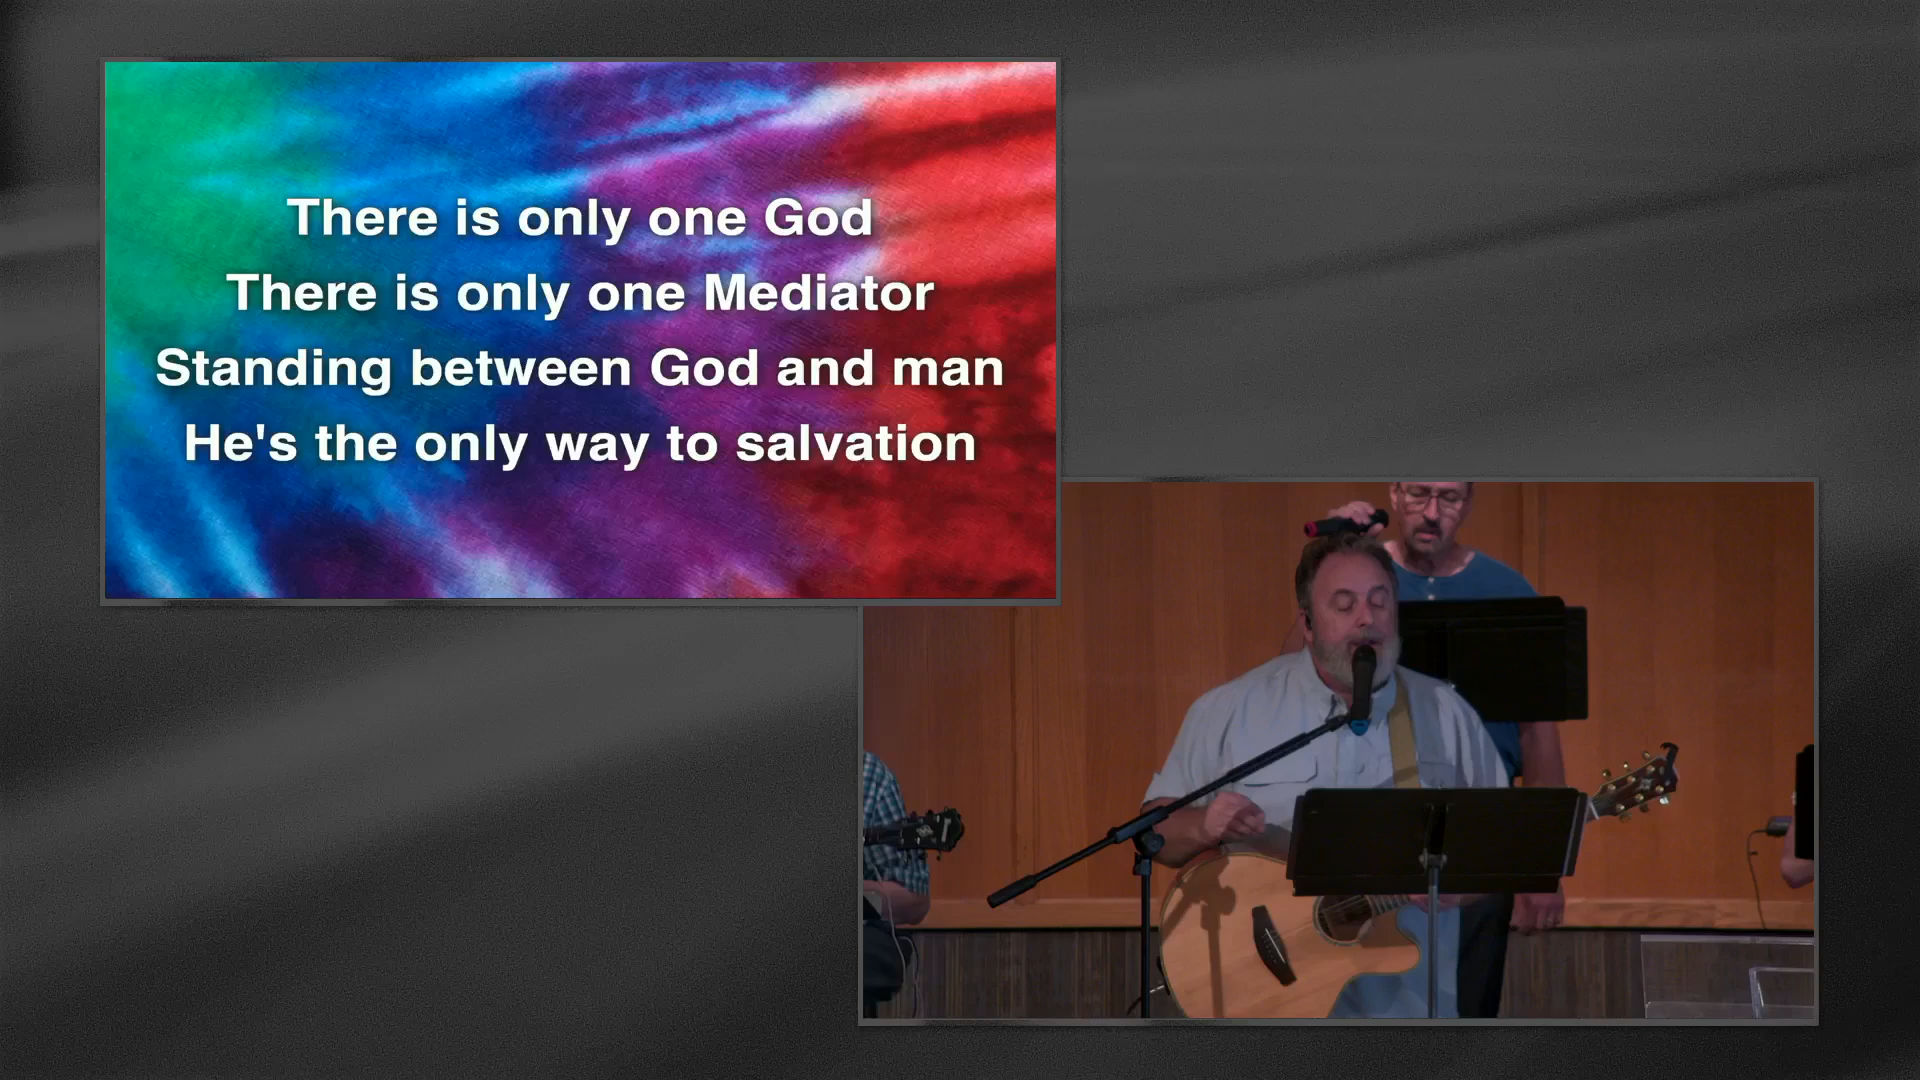 There is only one God
There is only one Mediator
Standing between God and man
He's the only way to salvation